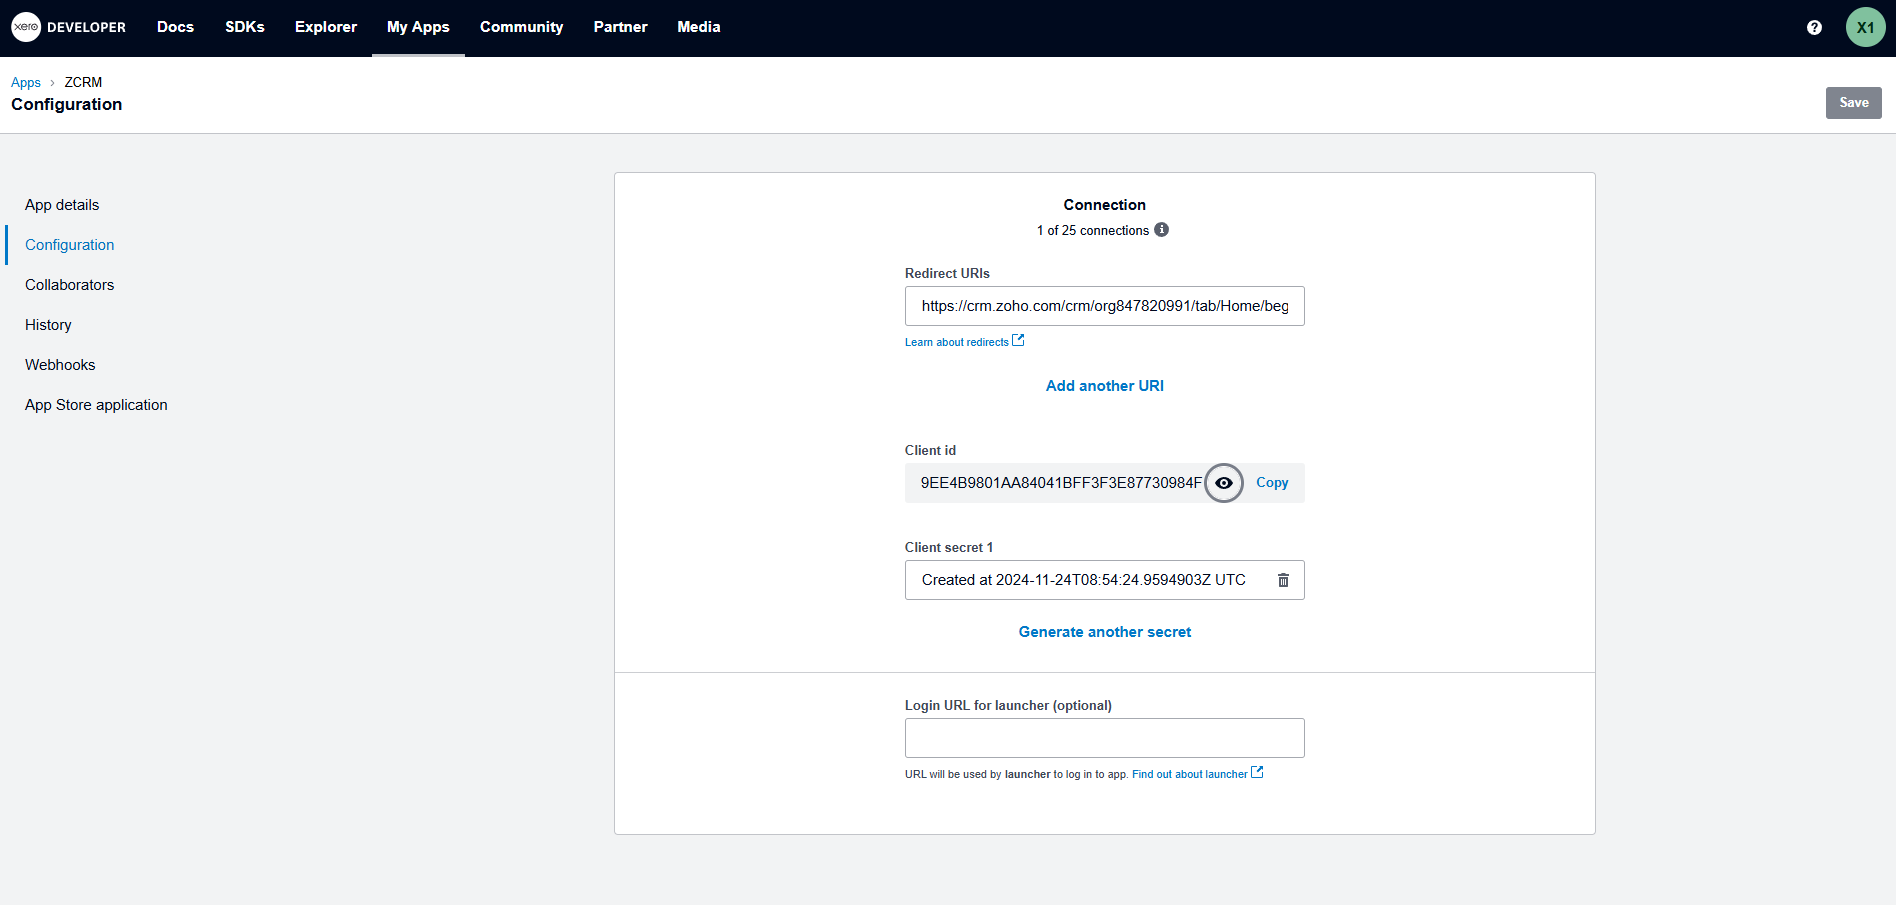 xero DEVELOPER Docs SDKs Explorer My Apps Community Partner Media ? X1
Apps › ZCRM
Configuration
Save
App details
Configuration
Collaborators
History
Webhooks
App Store application
Connection
1 of 25 connections i
Redirect URIs
https://crm.zoho.com/crm/org847820991/tab/Home/beg
Learn about redirects
Add another URI
Client id
9EE4B9801AA84041BFF3F3E87730984F Copy
Client secret 1
Created at 2024-11-24T08:54:24.9594903Z UTC
Generate another secret
Login URL for launcher (optional)
URL will be used by launcher to log in to app. Find out about launcher